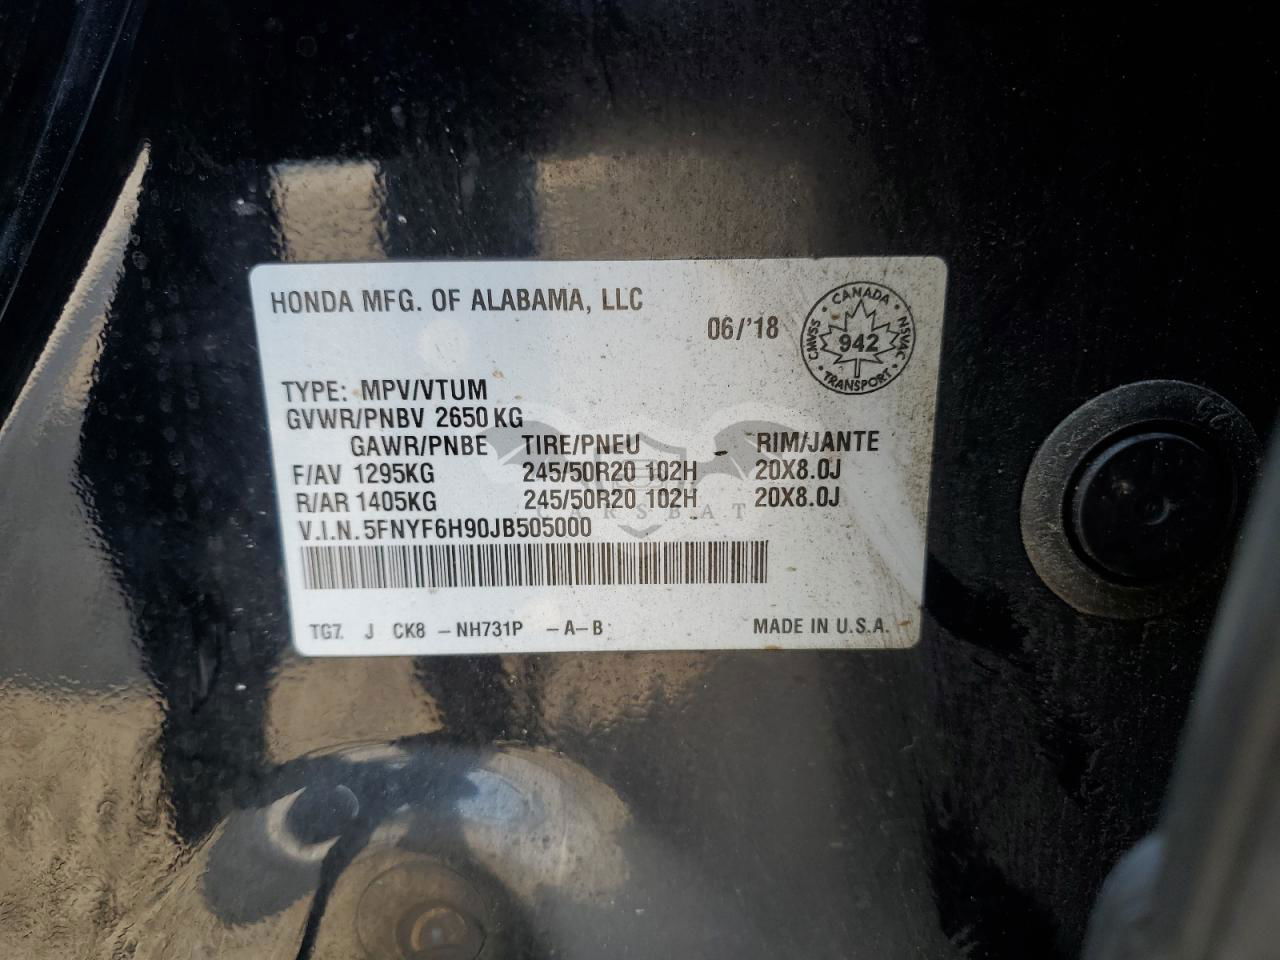 HONDA MFG. OF ALABAMA, LLC
06/'18
CANADA
CMVSS
NSVAC
942
TRANSPORT
TYPE: MPV/VTUM
GVWR/PNBV 2650 KG
GAWR/PNBE TIRE/PNEU – RIM/JANTE
F/AV 1295KG 245/50R20 102H 20X8.0J
R/AR 1405KG 245/50R20 102H 20X8.0J
CARSBAT
V.I.N. 5FNYF6H90JB505000
TG7. J CK8 –NH731P –A–B MADE IN U.S.A.